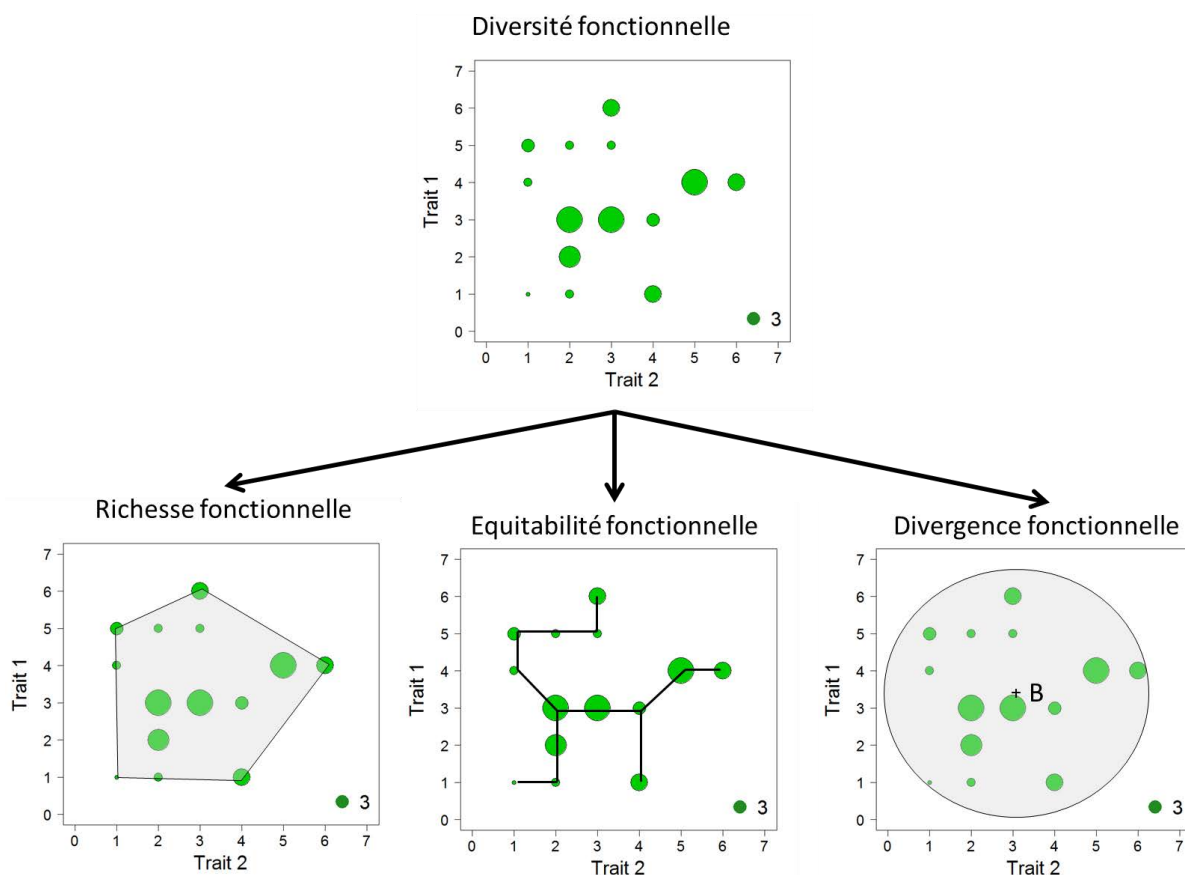 Diversité fonctionnelle
7
6
5
4
3
2
1
0
Trait 1
3
0 1 2 3 4 5 6 7
Trait 2
Richesse fonctionnelle
7
6
5
4
3
2
1
0
Trait 1
3
0 1 2 3 4 5 6 7
Trait 2
Equitabilité fonctionnelle
7
6
5
4
3
2
1
0
Trait 1
3
0 1 2 3 4 5 6 7
Trait 2
Divergence fonctionnelle
7
6
5
4
3
2
1
0
Trait 1
B
3
0 1 2 3 4 5 6 7
Trait 2